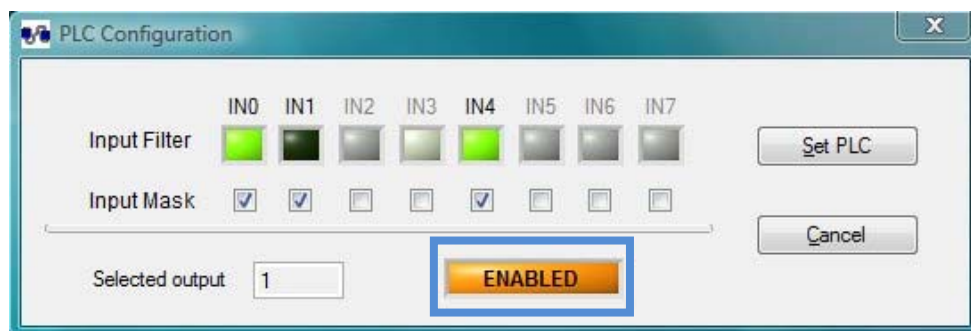 PLC Configuration
IN0 IN1 IN2 IN3 IN4 IN5 IN6 IN7
Input Filter
Set PLC
Input Mask
Cancel
Selected output 1 ENABLED